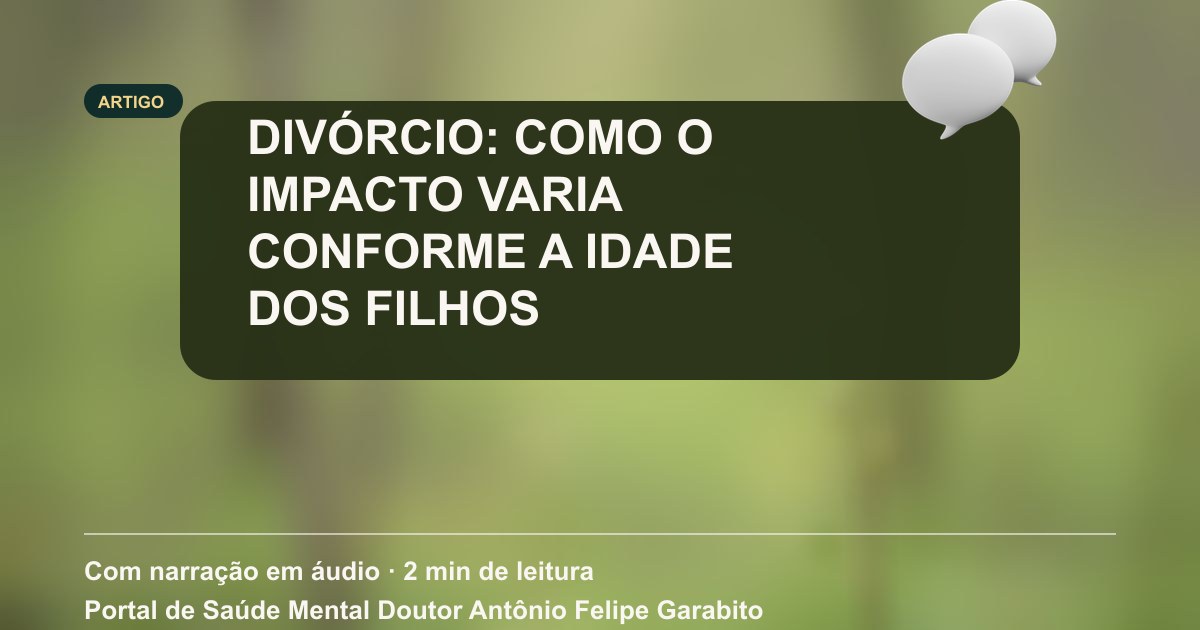 ARTIGO
DIVÓRCIO: COMO O
IMPACTO VARIA
CONFORME A IDADE
DOS FILHOS
Com narração em áudio · 2 min de leitura
Portal de Saúde Mental Doutor Antônio Felipe Garabito